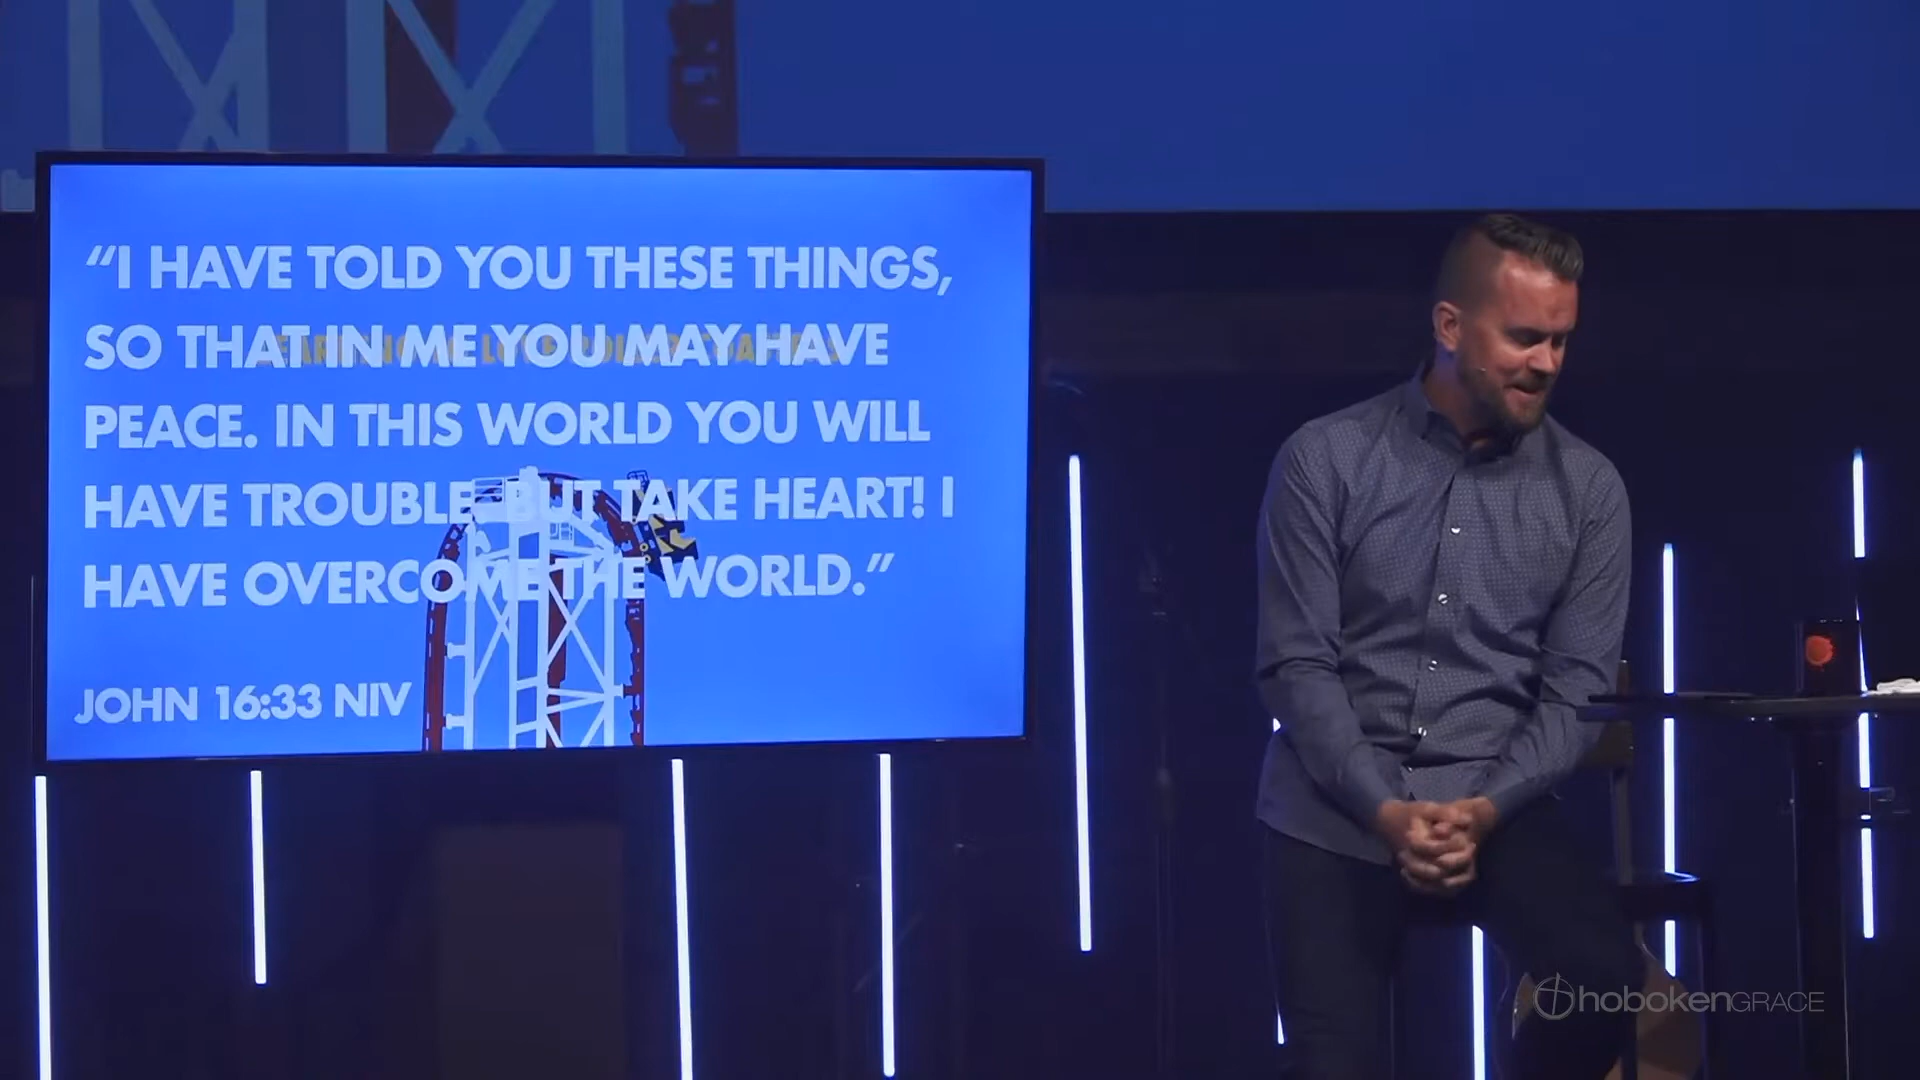 “I HAVE TOLD YOU THESE THINGS,
SO THAT IN ME YOU MAY HAVE
PEACE. IN THIS WORLD YOU WILL
HAVE TROUBLE. BUT TAKE HEART! I
HAVE OVERCOME THE WORLD.”
JOHN 16:33 NIV
hobokenGRACE